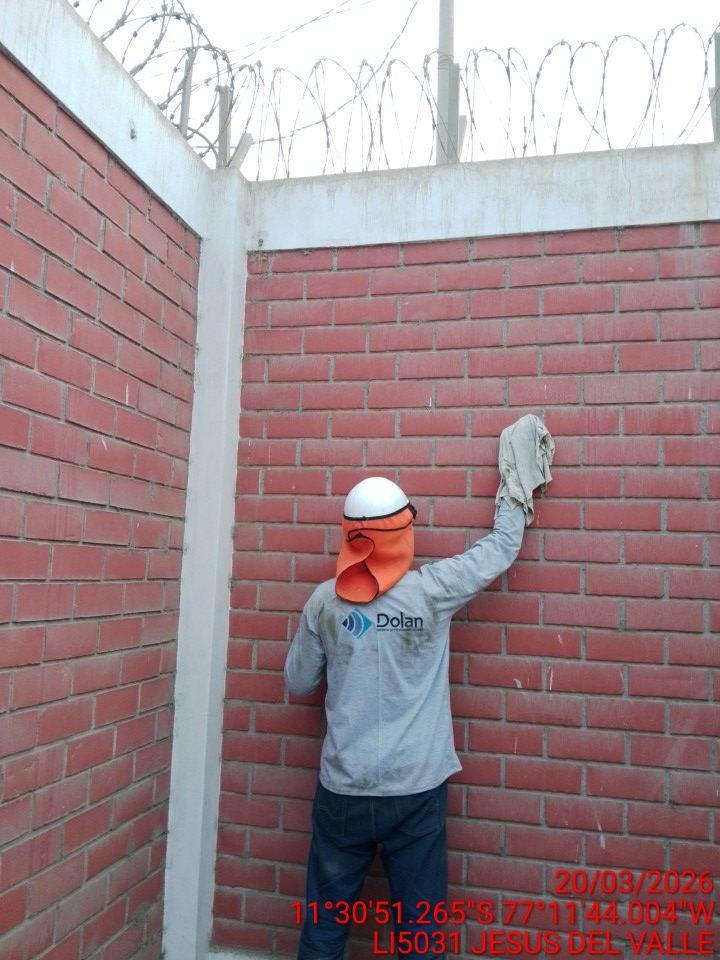 Dolan
20/03/2026
11°30'51.265"S 77°11'44.004"W
LI5031 JESUS DEL VALLE